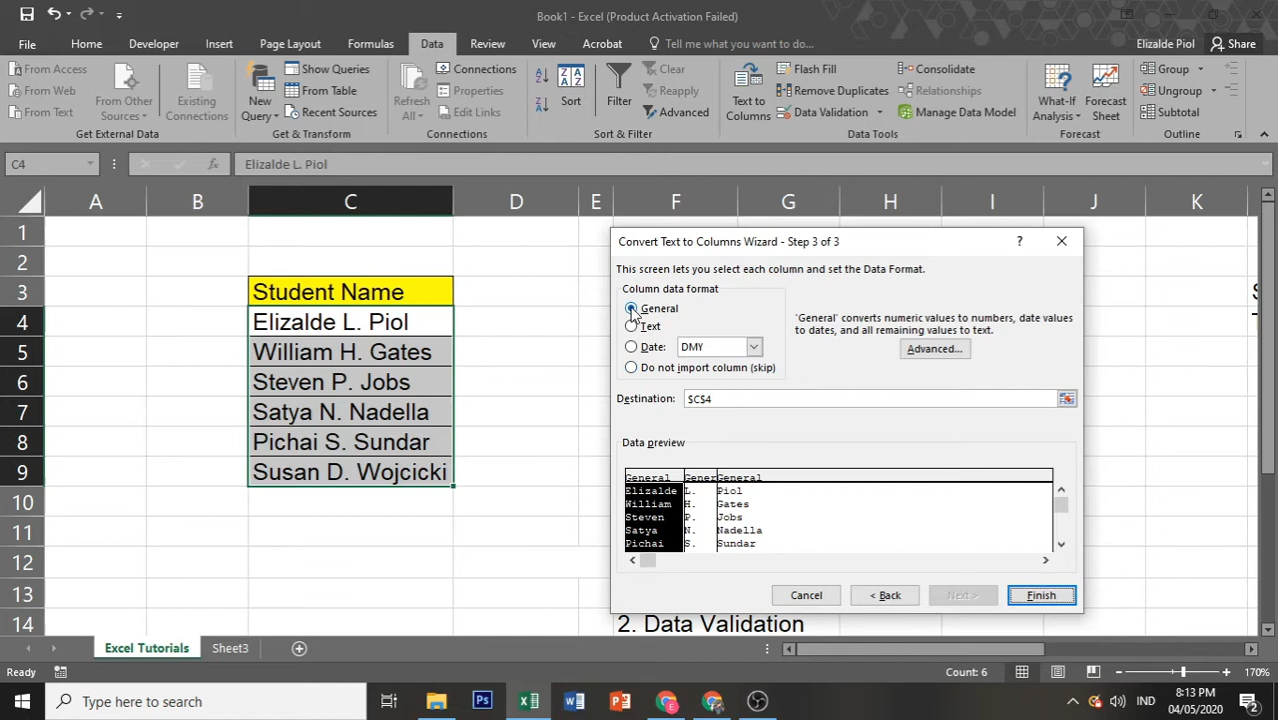 Book1 - Excel (Product Activation Failed)
File Home Developer Insert Page Layout Formulas Data Review View Acrobat Tell me what you want to do... Elizalde Piol Share
From Access
From Web
From Text
From Other Sources
Existing Connections
Get External Data
New Query
Show Queries
From Table
Recent Sources
Get & Transform
Refresh All
Connections
Properties
Edit Links
Connections
Sort
Filter
Clear
Reapply
Advanced
Sort & Filter
Text to Columns
Flash Fill
Remove Duplicates
Data Validation
Consolidate
Relationships
Manage Data Model
Data Tools
What-If Analysis
Forecast Sheet
Forecast
Group
Ungroup
Subtotal
Outline
C4 fx Elizalde L. Piol
A B C D E F G H I J K
1
2
3 Student Name
4 Elizalde L. Piol
5 William H. Gates
6 Steven P. Jobs
7 Satya N. Nadella
8 Pichai S. Sundar
9 Susan D. Wojcicki
10
11
12
13
14 2. Data Validation
Convert Text to Columns Wizard - Step 3 of 3
This screen lets you select each column and set the Data Format.
Column data format
General
Text
Date: DMY
Do not import column (skip)
'General' converts numeric values to numbers, date values
to dates, and all remaining values to text.
Advanced...
Destination: $C$4
Data preview
General Gener General
Elizalde L. Piol
William H. Gates
Steven P. Jobs
Satya N. Nadella
Pichai S. Sundar
Cancel < Back Next > Finish
Excel Tutorials Sheet3
Ready Count: 6 170%
Type here to search
Ps
IND
8:13 PM
04/05/2020
2